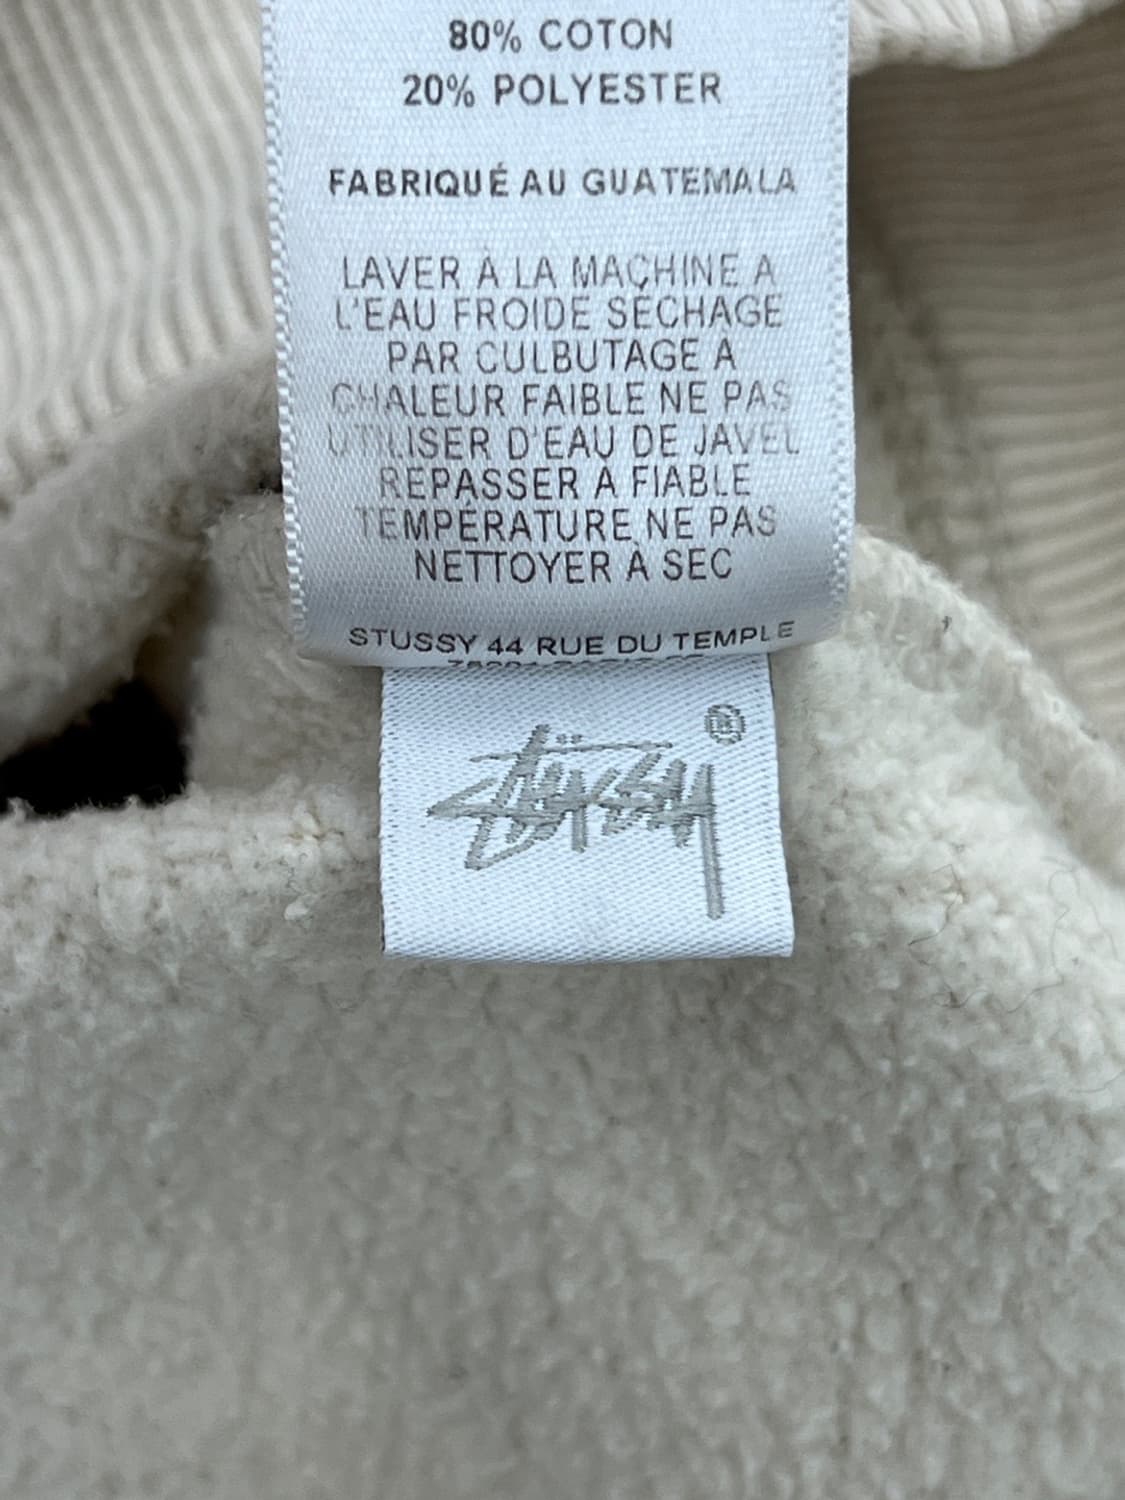 80% COTON
20% POLYESTER
FABRIQUÉ AU GUATEMALA
LAVER À LA MAÇHINE A
L'EAU FROIDE SÉCHAGE
PAR CULBUTAGE A
CHALEUR FAIBLE NE PAS
UTILISER D'EAU DE JAVEL
REPASSER A FIABLE
TEMPÉRATURE NE PAS
NETTOYER À SEC
STUSSY 44 RUE DU TEMPLE
Stüssy ®